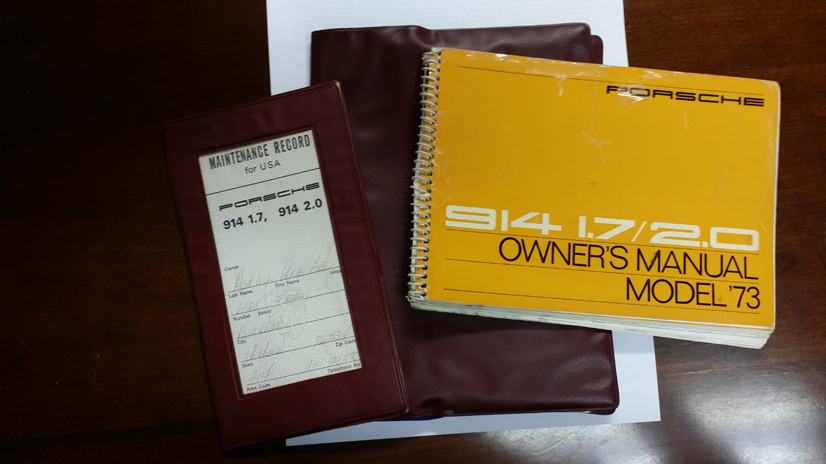 MAINTENANCE RECORD
for USA
PORSCHE
914 1.7, 914 2.0
Owner
Last Name First Name Initial
Number Street
City
State Zip Code
Area Code Telephone No
PORSCHE
914 1.7/2.0
OWNER'S MANUAL
MODEL '73